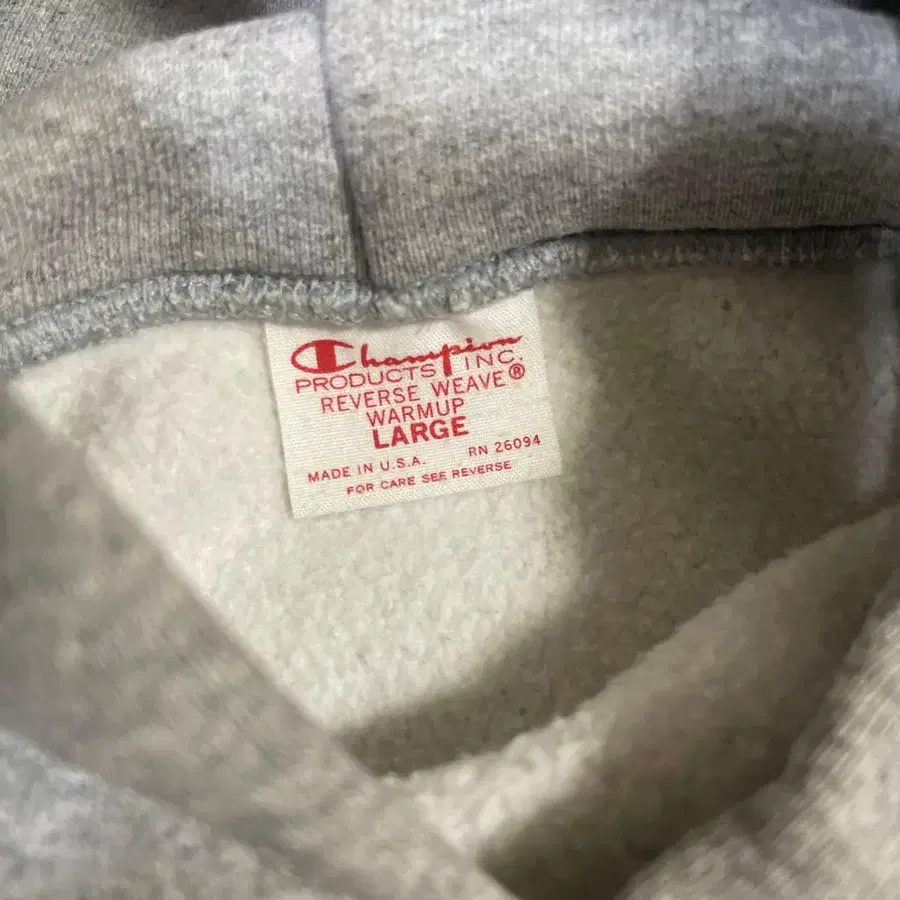 Champion
PRODUCTS INC.
REVERSE WEAVE®
WARMUP
LARGE
MADE IN U.S.A. RN 26094
FOR CARE SEE REVERSE